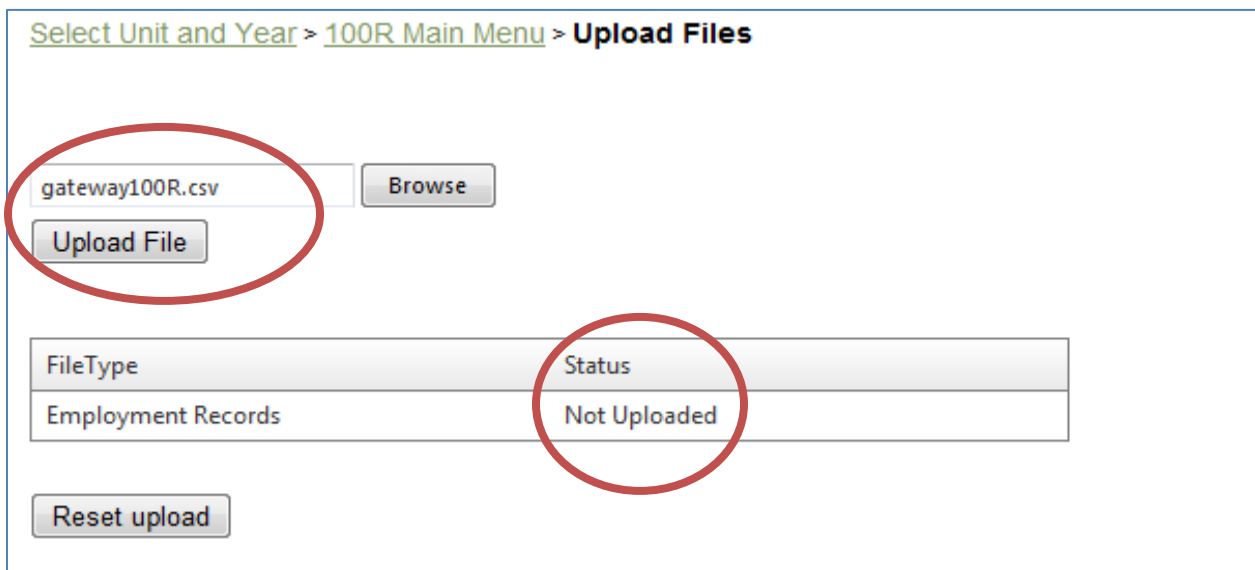 Select Unit and Year > 100R Main Menu > Upload Files
gateway100R.csv Browse
Upload File
FileType Status
Employment Records Not Uploaded
Reset upload